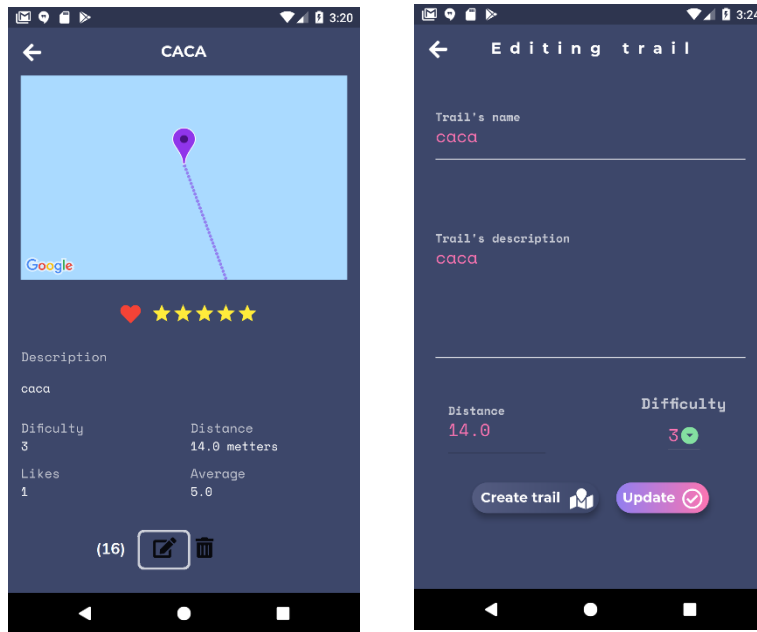 3:20
CACA
Google
Description
caca
Dificulty
Distance
3
14.0 metters
Likes
Average
1
5.0
(16)
3:24
Editing trail
Trail's name
caca
Trail's description
caca
Distance
Difficulty
14.0
3
Create trail
Update